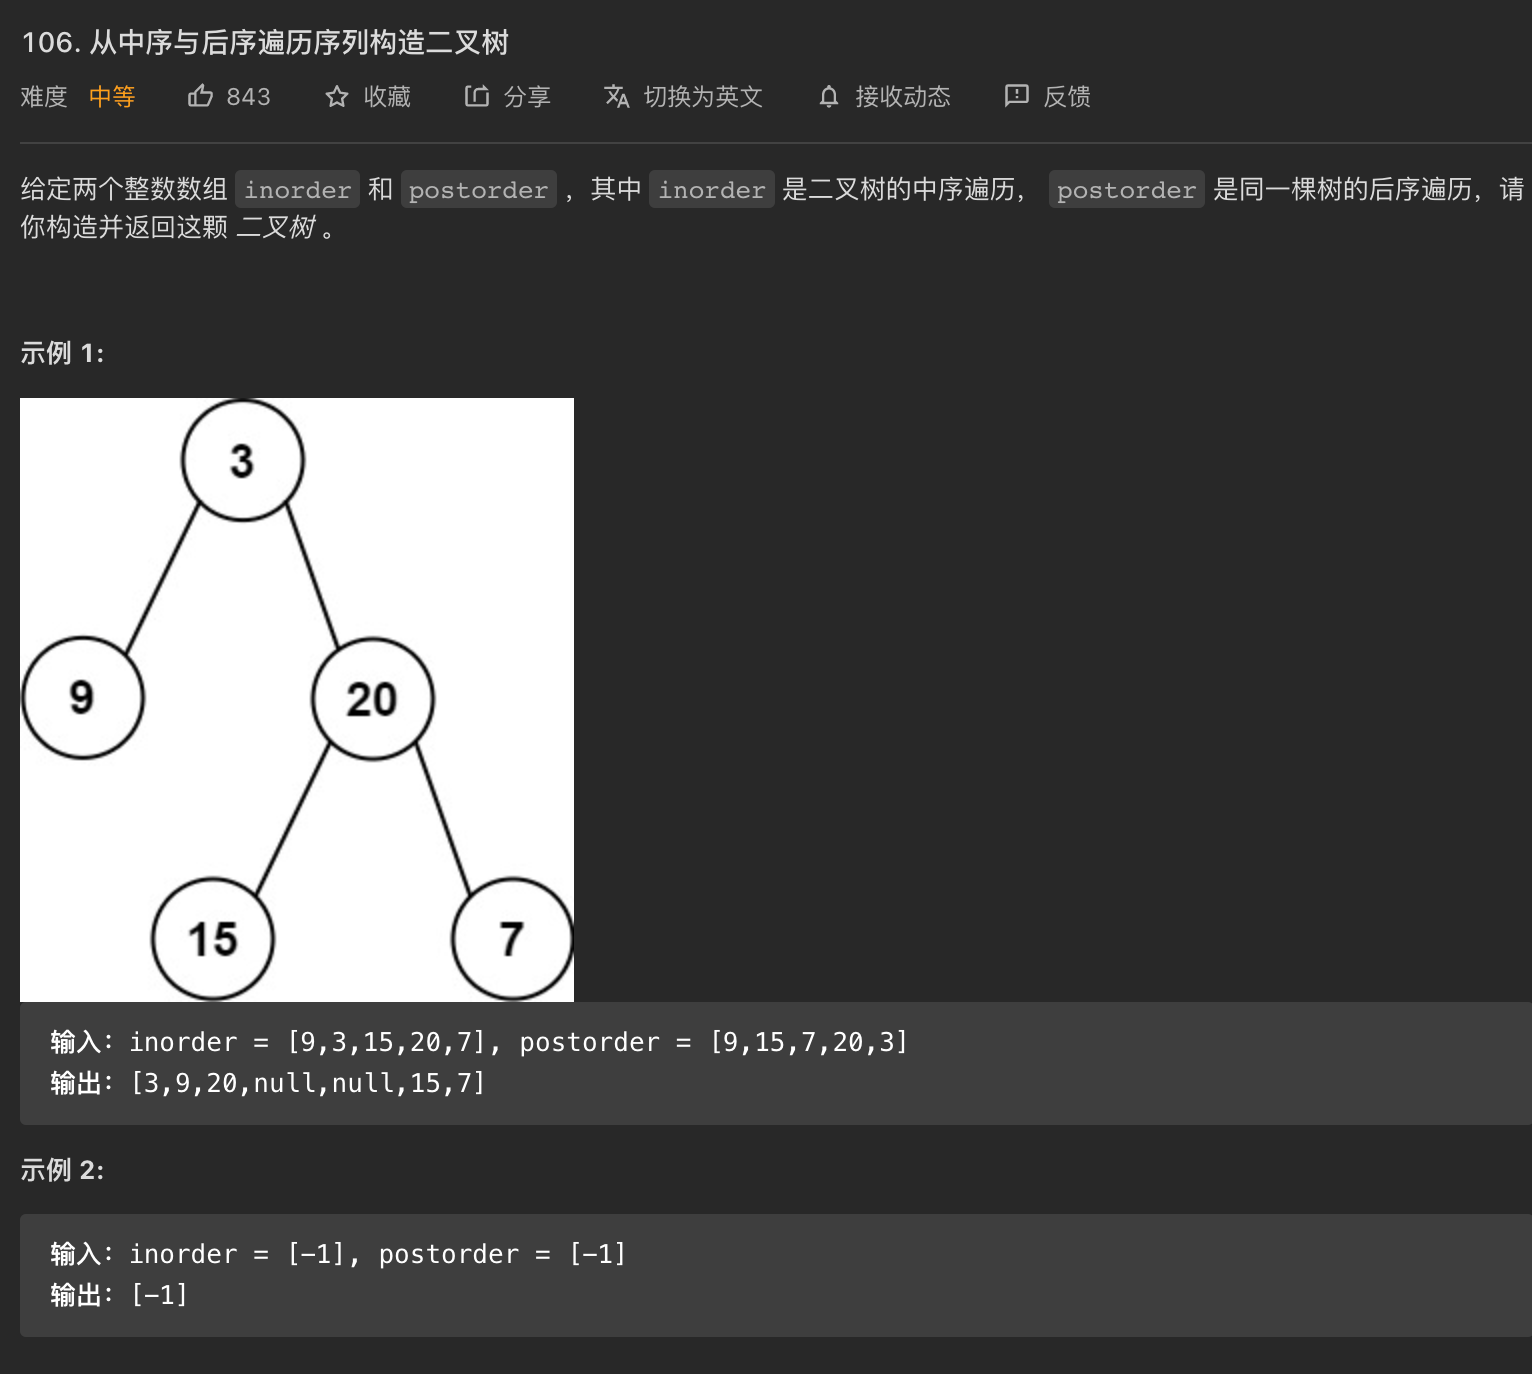 106. 从中序与后序遍历序列构造二叉树
难度 中等 843 收藏 分享 切换为英文 接收动态 反馈
给定两个整数数组 inorder 和 postorder ，其中 inorder 是二叉树的中序遍历， postorder 是同一棵树的后序遍历，请
你构造并返回这颗 二叉树 。
示例 1:
3
9 20
15 7
输入：inorder = [9,3,15,20,7], postorder = [9,15,7,20,3]
输出：[3,9,20,null,null,15,7]
示例 2:
输入：inorder = [-1], postorder = [-1]
输出：[-1]